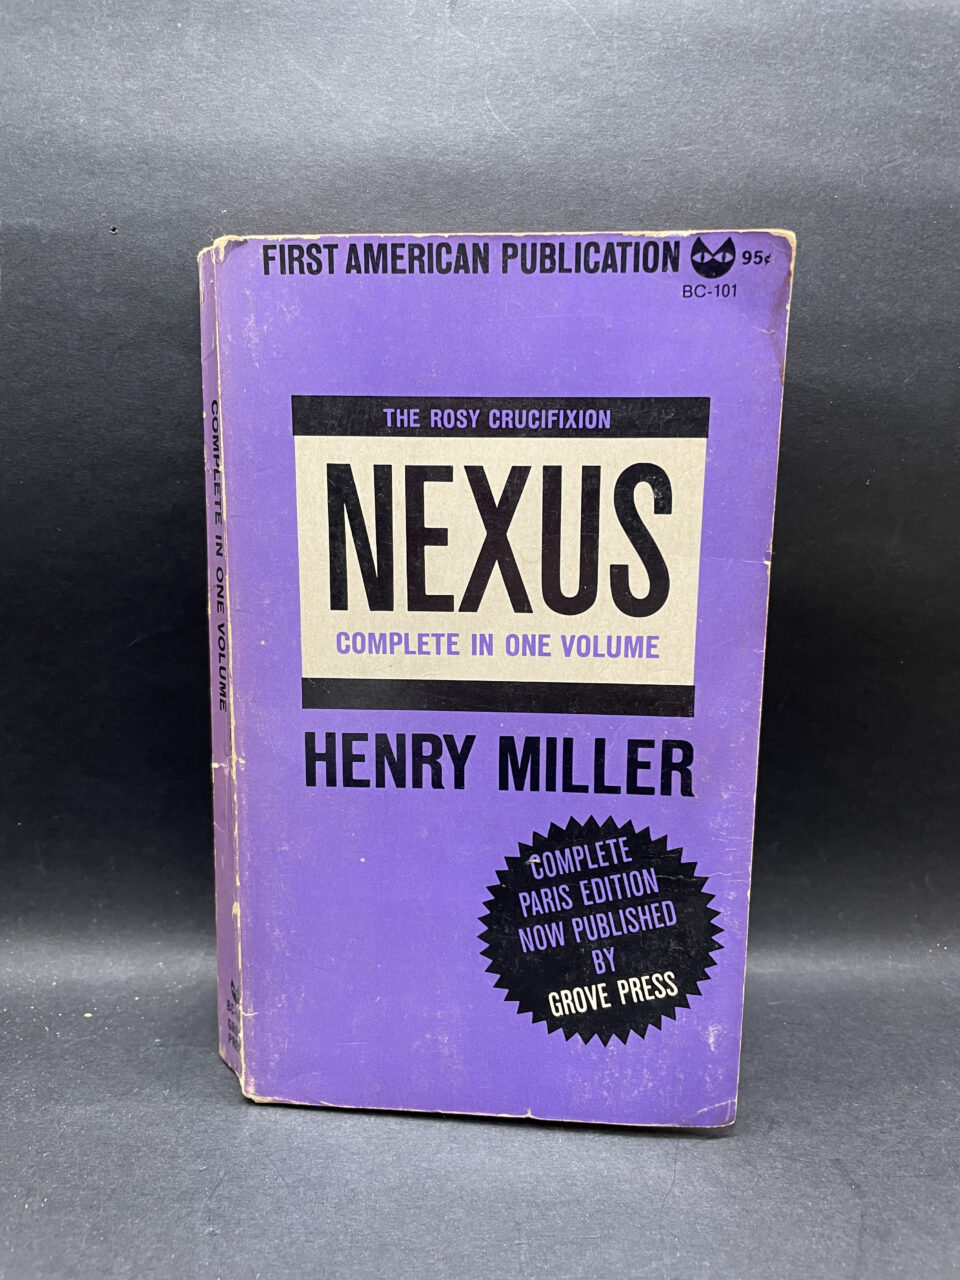 FIRST AMERICAN PUBLICATION 95¢
BC-101
THE ROSY CRUCIFIXION
NEXUS
COMPLETE IN ONE VOLUME
HENRY MILLER
COMPLETE
PARIS EDITION
NOW PUBLISHED
BY
GROVE PRESS
COMPLETE IN ONE VOLUME